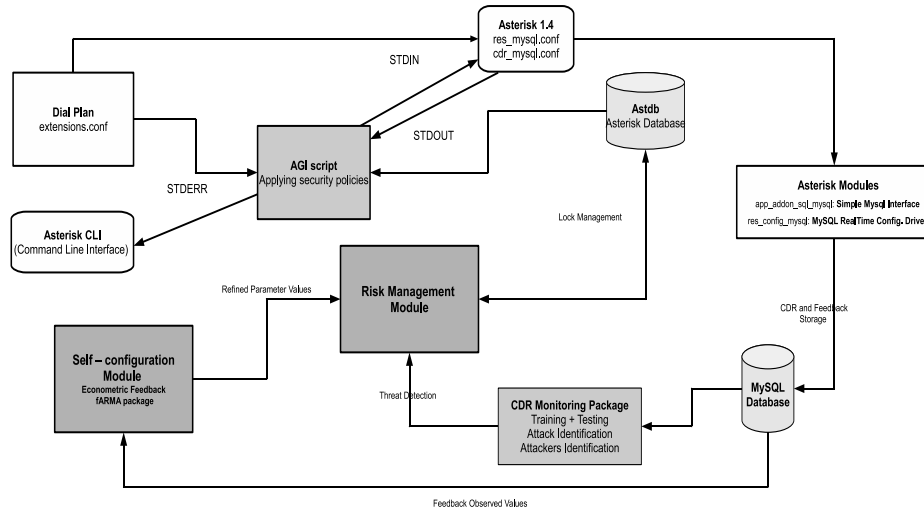 Asterisk 1.4
res_mysql.conf
cdr_mysql.conf
STDIN
Dial Plan
extensions.conf
Astdb
Asterisk Database
STDOUT
AGI script
Applying security policies
STDERR
Asterisk Modules
app_addon_sql_mysql: Simple Mysql Interface
res_config_mysql: MySQL RealTime Config. Drive
Lock Management
Asterisk CLI
(Command Line Interface)
Refined Parameter Values
Risk Management
Module
CDR and Feedback
Storage
Self – configuration
Module
Econometric Feedback
fARMA package
Threat Detection
CDR Monitoring Package
Training + Testing
Attack Identification
Attackers Identification
MySQL
Database
Feedback Observed Values